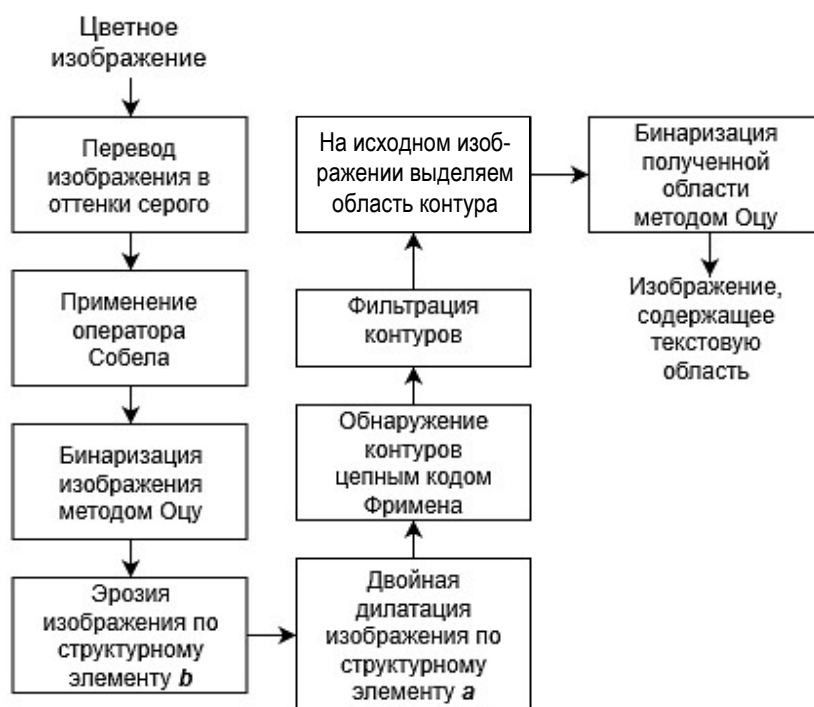 Цветное
изображение
Перевод
изображения в
оттенки серого
Применение
оператора
Собела
Бинаризация
изображения
методом Оцу
Эрозия
изображения по
структурному
элементу b
Двойная
дилатация
изображения по
структурному
элементу a
Обнаружение
контуров
цепным кодом
Фримена
Фильтрация
контуров
На исходном изоб-
ражении выделяем
область контура
Бинаризация
полученной
области
методом Оцу
Изображение,
содержащее
текстовую
область